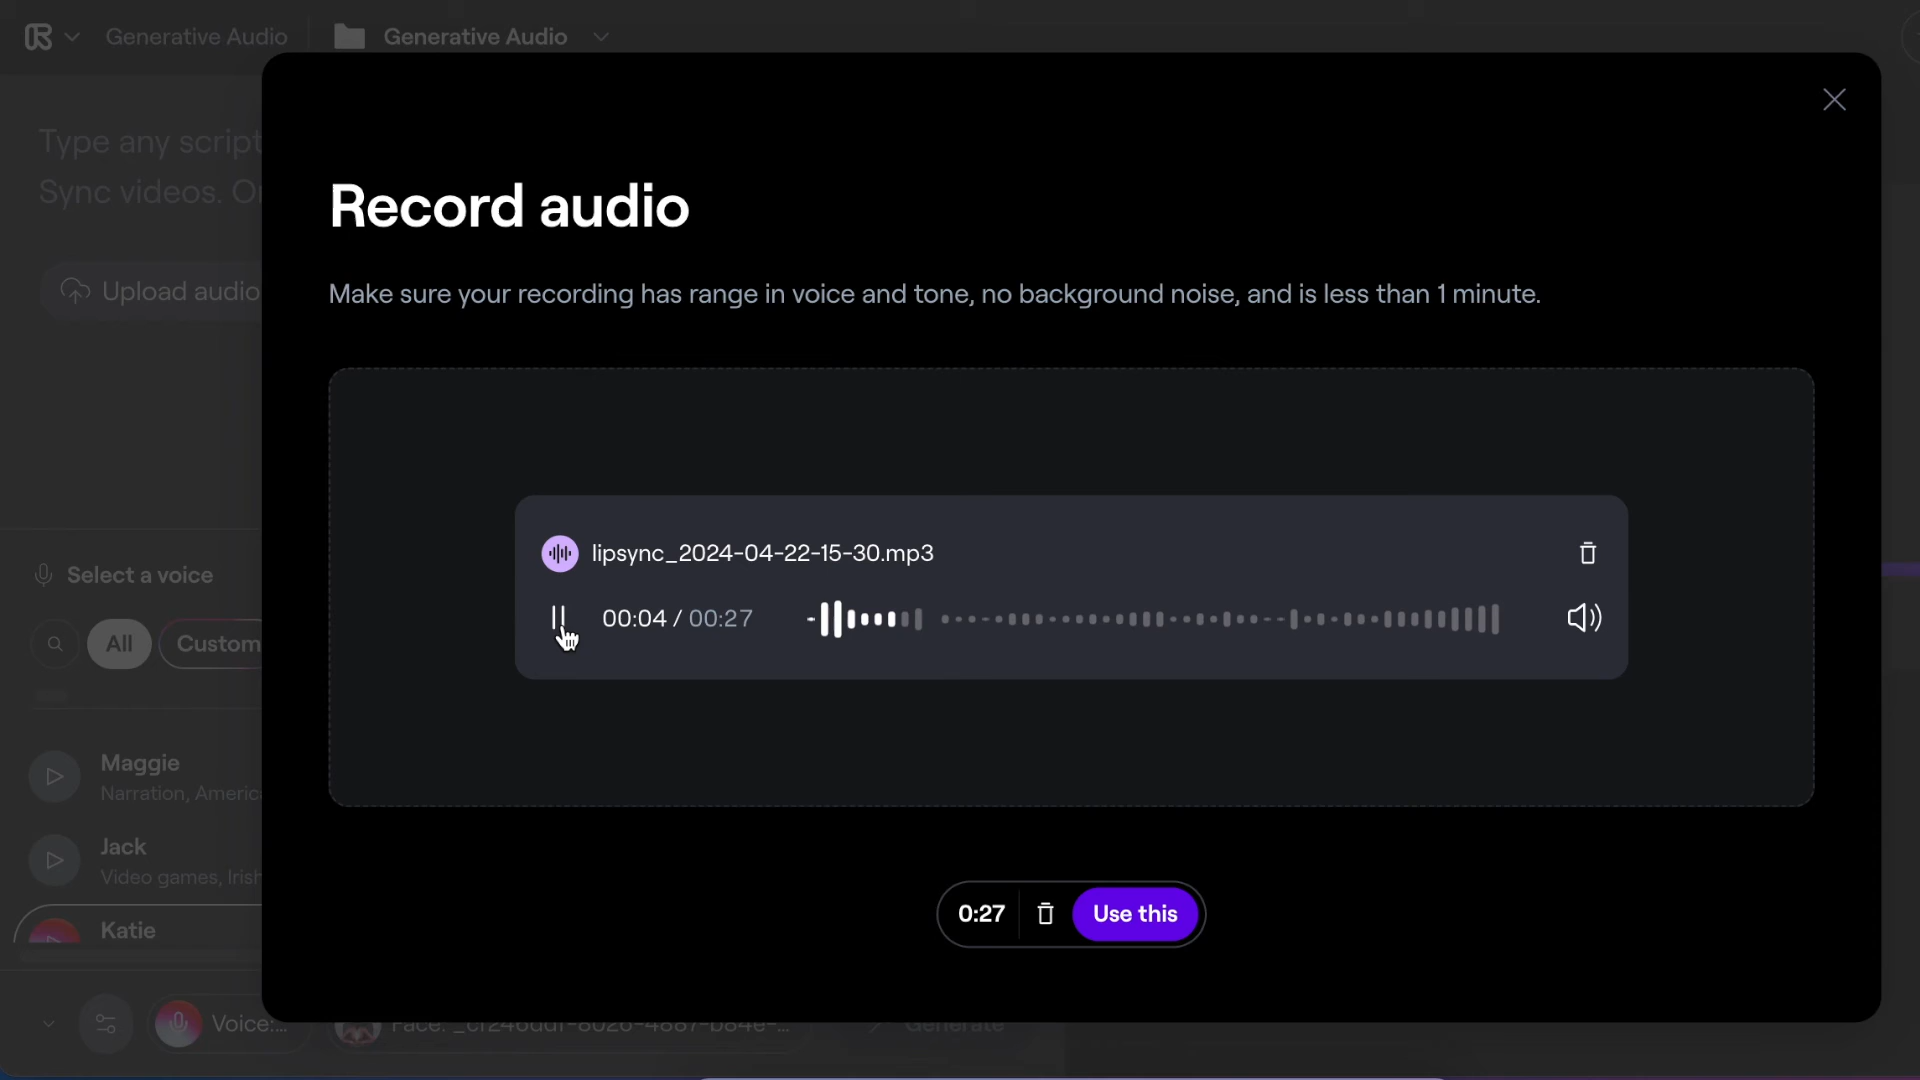 Generative Audio
Generative Audio
Type any script
Sync videos.
Upload audio
Record audio
Make sure your recording has range in voice and tone, no background noise, and is less than 1 minute.
lipsync_2024-04-22-15-30.mp3
00:04 / 00:27
Select a voice
All
Custom
Maggie
Narration,
Jack
Video games, Irish
Katie
0:27
Use this
Voice:...
Generate